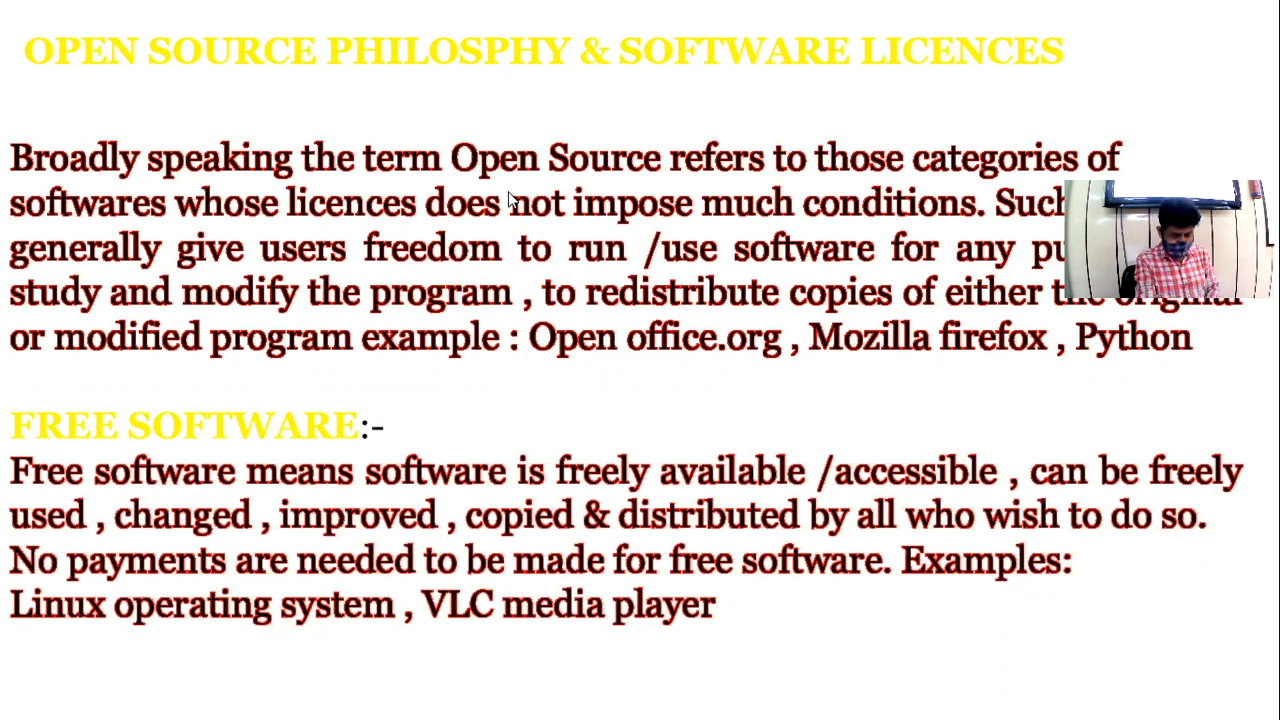 OPEN SOURCE PHILOSPHY & SOFTWARE LICENCES
Broadly speaking the term Open Source refers to those categories of
softwares whose licences does not impose much conditions. Such
generally give users freedom to run /use software for any
study and modify the program , to redistribute copies of either the original
or modified program example : Open office.org , Mozilla firefox , Python
FREE SOFTWARE:-
Free software means software is freely available /accessible , can be freely
used , changed , improved , copied & distributed by all who wish to do so.
No payments are needed to be made for free software. Examples:
Linux operating system , VLC media player